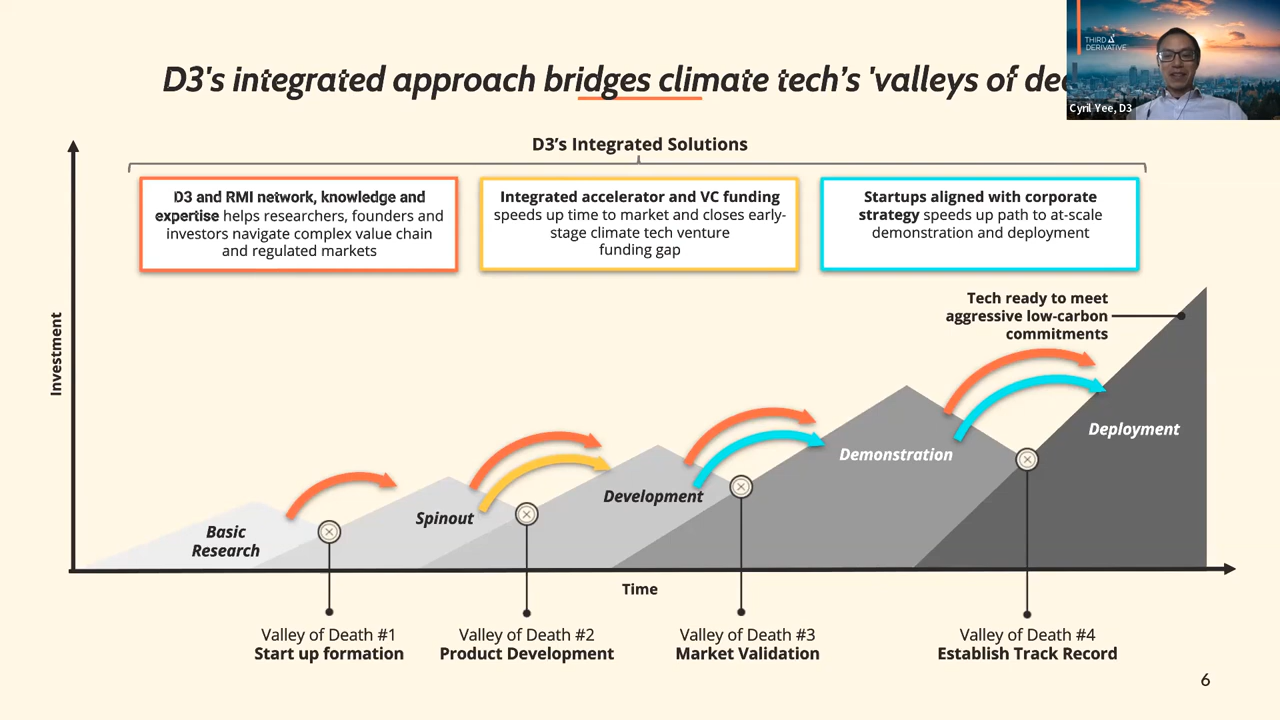 D3's integrated approach bridges climate tech’s 'valleys of
THIRD
DERIVATIVE
Cyril Yee, D3
D3’s Integrated Solutions
D3 and RMI network, knowledge and
expertise helps researchers, founders and
investors navigate complex value chain
and regulated markets
Integrated accelerator and VC funding
speeds up time to market and closes early-
stage climate tech venture
funding gap
Startups aligned with corporate
strategy speeds up path to at-scale
demonstration and deployment
Tech ready to meet
aggressive low-carbon
commitments
Investment
Basic
Research
Spinout
Development
Demonstration
Deployment
Time
Valley of Death #1
Start up formation
Valley of Death #2
Product Development
Valley of Death #3
Market Validation
Valley of Death #4
Establish Track Record
6